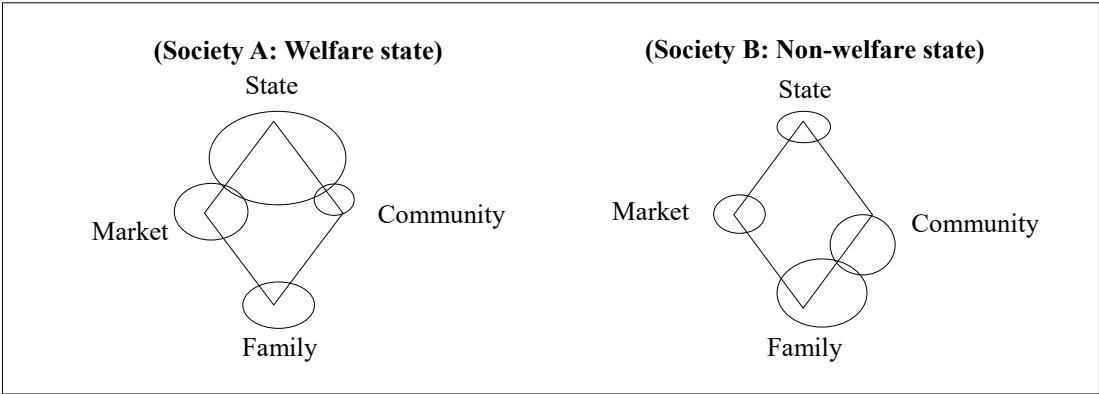 (Society A: Welfare state)
State
Market
Community
Family
(Society B: Non-welfare state)
State
Market
Community
Family